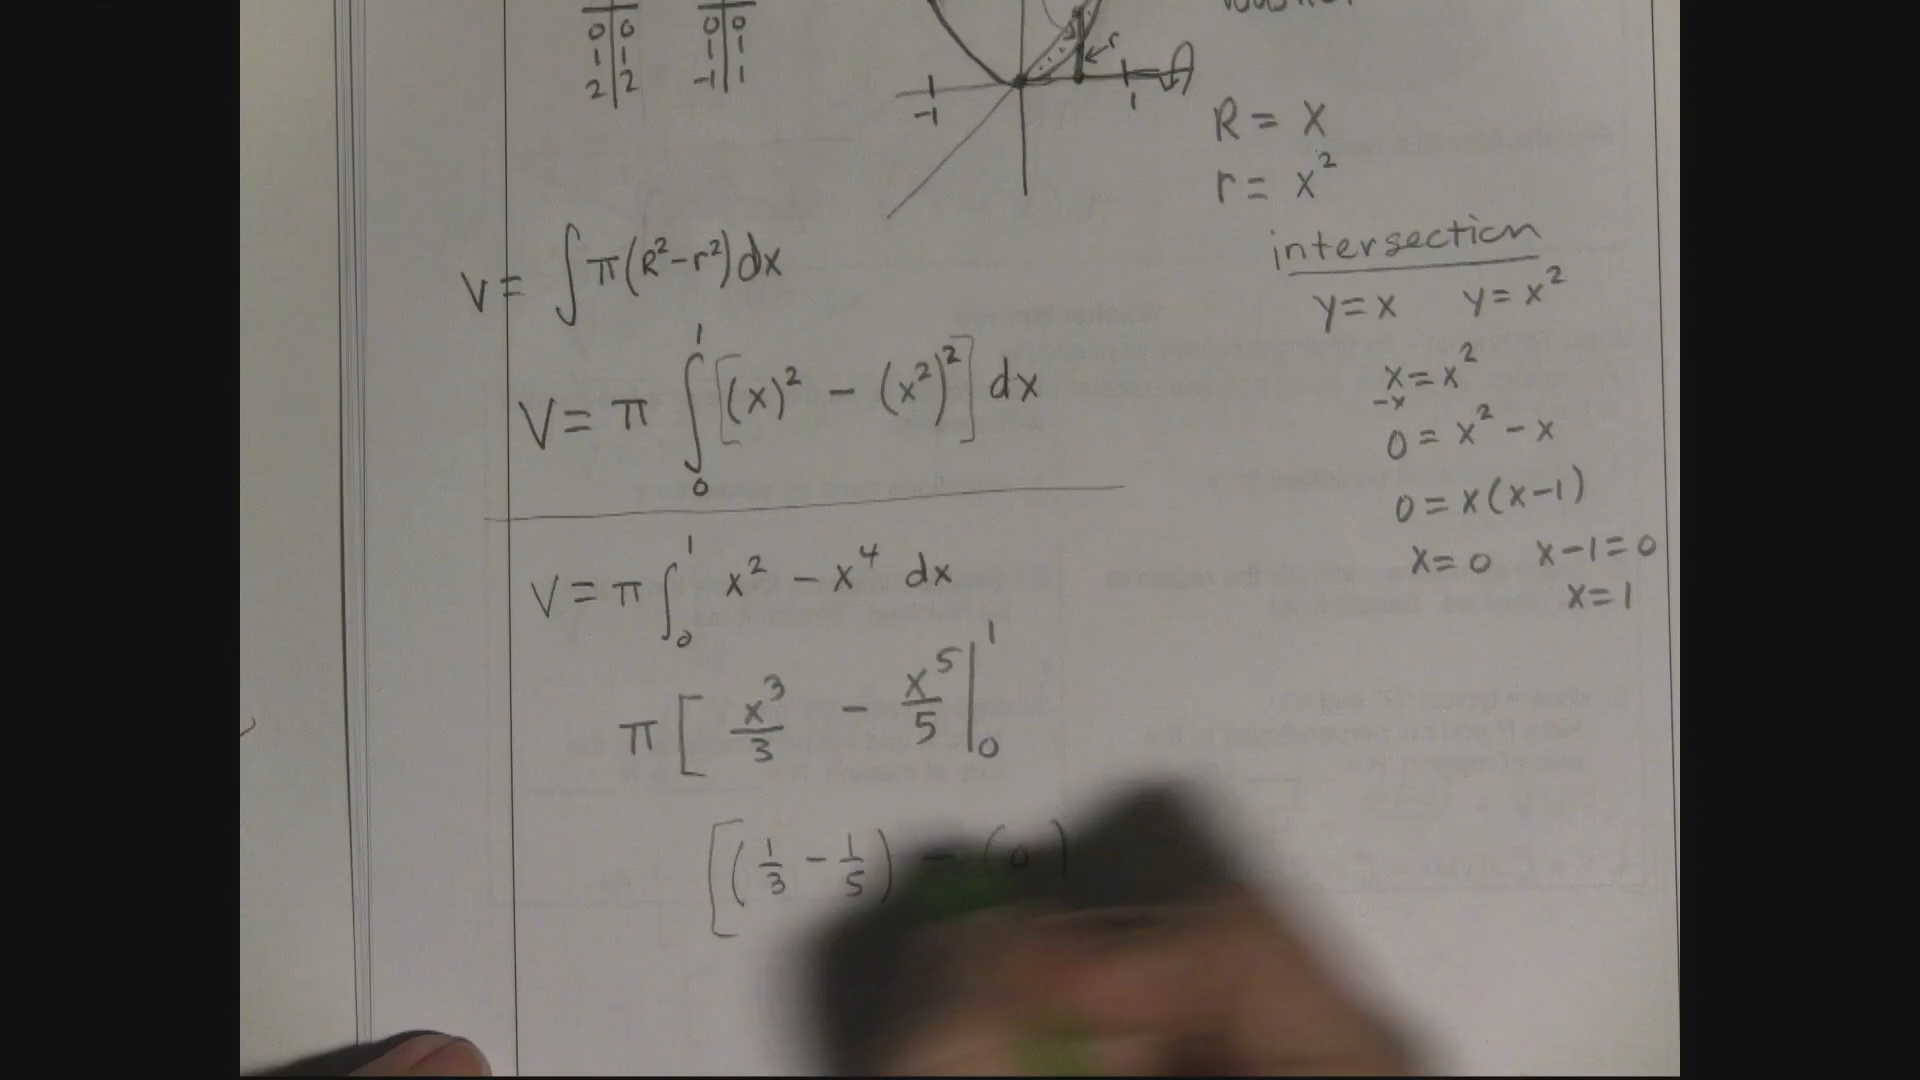 0 0
1 1
2 2
0 0
1 1
-1 1
r
-1
1
R = x
r = x²
V = ∫ π(R²-r²) dx
V = π ∫₀¹ [(x)² - (x²)²] dx
intersection
y=x y=x²
x=x²
-x
0 = x² - x
0 = x(x-1)
x=0 x-1=0
x=1
V = π ∫₀¹ x² - x⁴ dx
π [ x³/3 - x⁵/5 |₀¹
[(1/3 - 1/5) - (0)